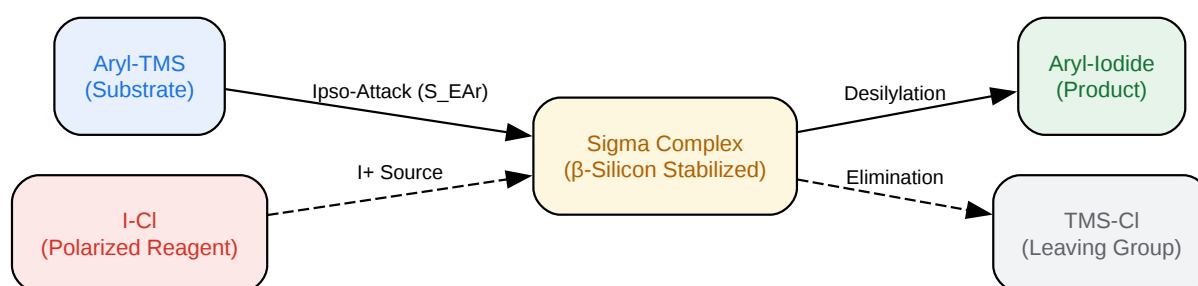 Aryl-TMS
(Substrate)
Ipso-Attack (S_EAr)
I-Cl
(Polarized Reagent)
I+ Source
Sigma Complex
(β-Silicon Stabilized)
Desilylation
Aryl-Iodide
(Product)
Elimination
TMS-Cl
(Leaving Group)